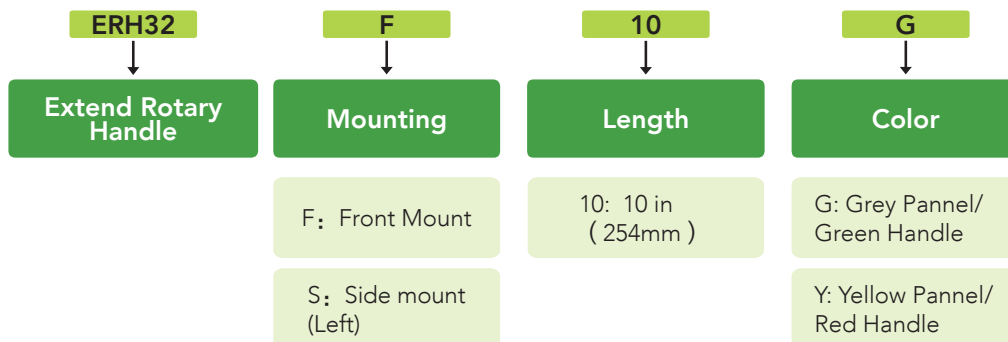 ERH32
F
10
G
Extend Rotary
Handle
Mounting
Length
Color
F：Front Mount
10: 10 in
（254mm）
G: Grey Pannel/
Green Handle
S：Side mount
(Left)
Y: Yellow Pannel/
Red Handle